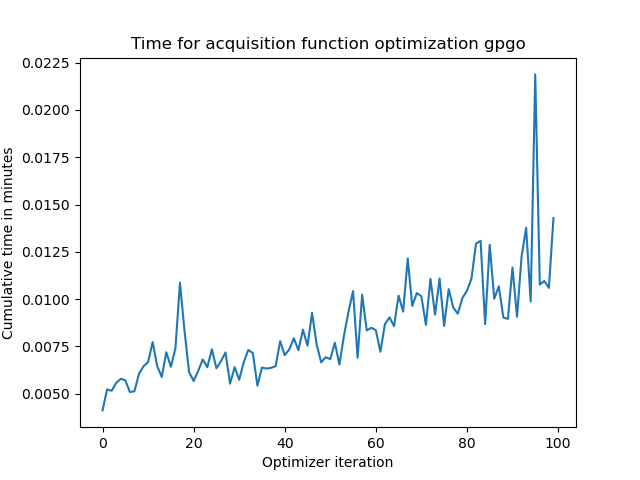 Time for acquisition function optimization gpgo
0.0225
0.0200
0.0175
0.0150
0.0125
0.0100
0.0075
0.0050
Cumulative time in minutes
0 20 40 60 80 100
Optimizer iteration